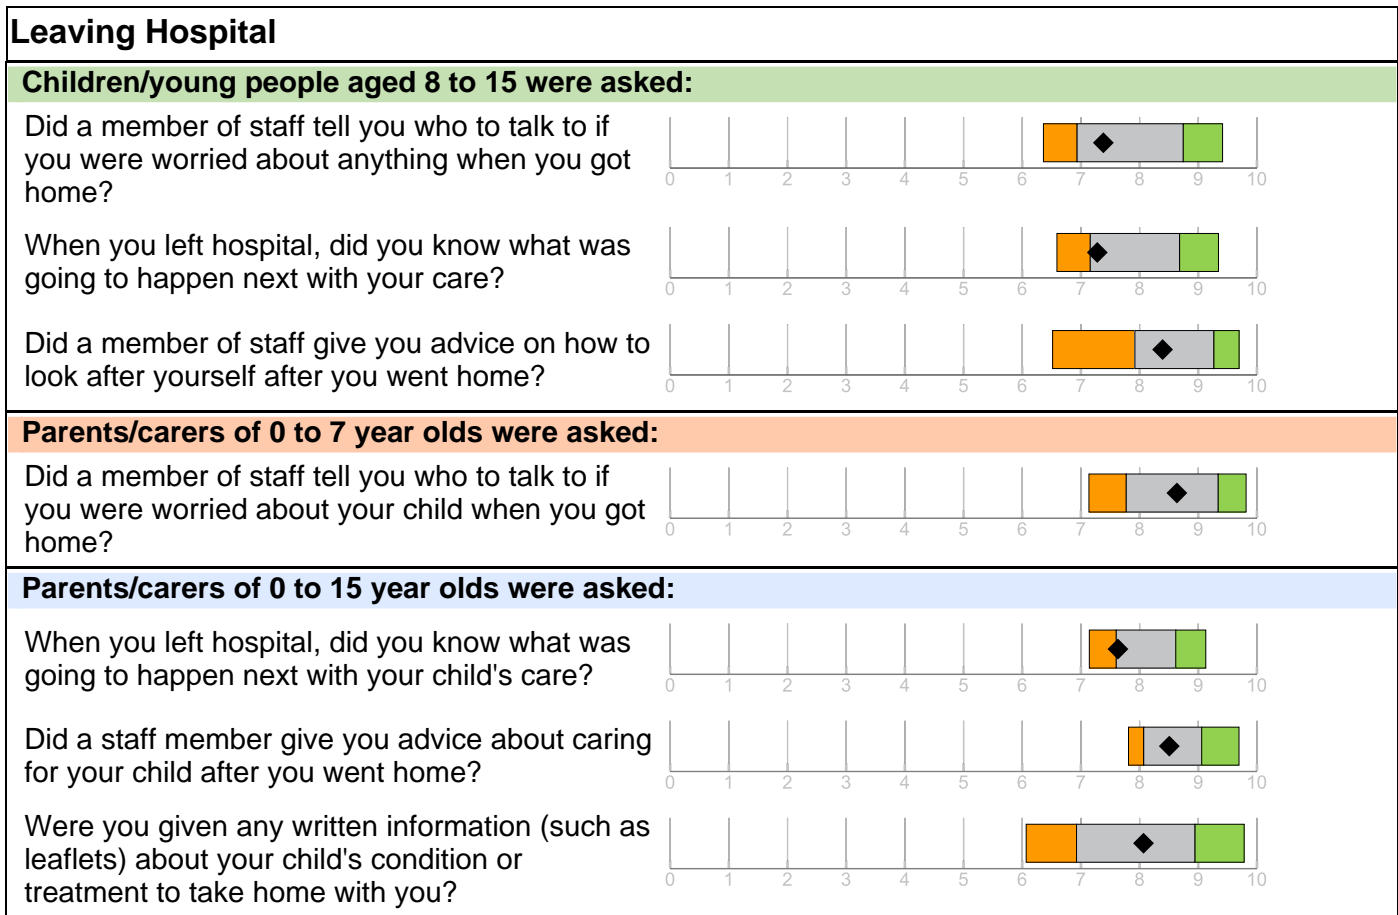 Leaving Hospital
Children/young people aged 8 to 15 were asked:
Did a member of staff tell you who to talk to if
you were worried about anything when you got
home?
0 1 2 3 4 5 6 7 8 9 10
When you left hospital, did you know what was
going to happen next with your care?
0 1 2 3 4 5 6 7 8 9 10
Did a member of staff give you advice on how to
look after yourself after you went home?
0 1 2 3 4 5 6 7 8 9 10
Parents/carers of 0 to 7 year olds were asked:
Did a member of staff tell you who to talk to if
you were worried about your child when you got
home?
0 1 2 3 4 5 6 7 8 9 10
Parents/carers of 0 to 15 year olds were asked:
When you left hospital, did you know what was
going to happen next with your child's care?
0 1 2 3 4 5 6 7 8 9 10
Did a staff member give you advice about caring
for your child after you went home?
0 1 2 3 4 5 6 7 8 9 10
Were you given any written information (such as
leaflets) about your child's condition or
treatment to take home with you?
0 1 2 3 4 5 6 7 8 9 10